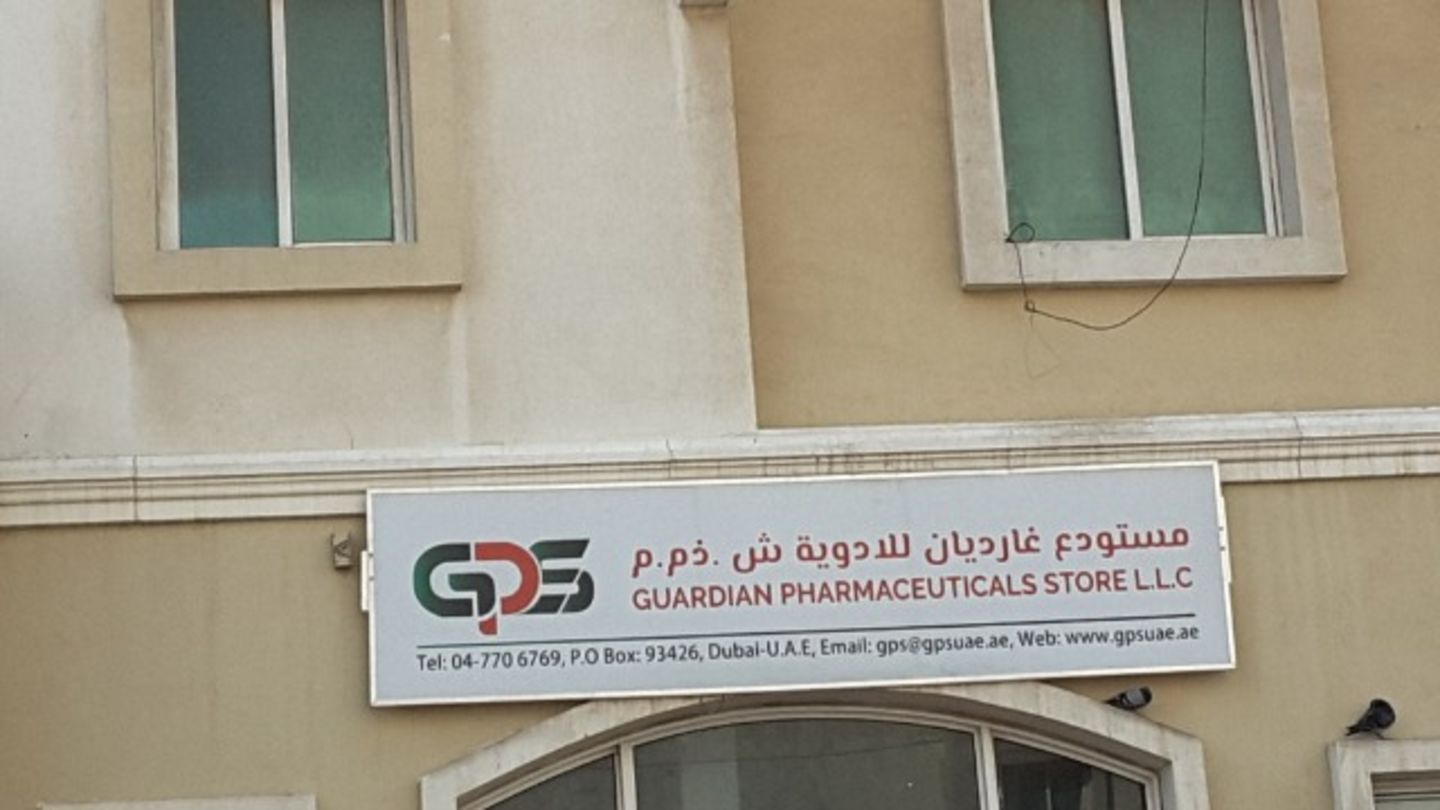 GPS
مستودع غارديان للادوية ش .ذم.م
GUARDIAN PHARMACEUTICALS STORE L.L.C
Tel: 04-770 6769, P.O Box: 93426, Dubai-U.A.E, Email: gps@gpsuae.ae, Web: www.gpsuae.ae